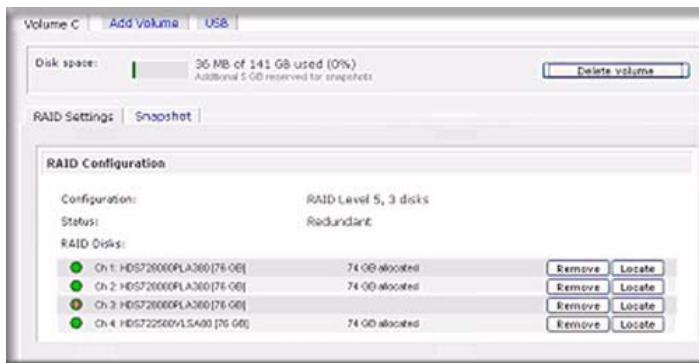 Volume C Add Volume USB
Disk space: 36 MB of 141 GB used (0%) Delete volume
Additional 5 GB reserved for snapshots
RAID Settings Snapshot
RAID Configuration
Configuration: RAID Level 5, 3 disks
Status: Redundant
RAID Disks:
Ch 1: HDS728080PLA380 [76 GB] 74 GB allocated Remove Locate
Ch 2: HDS728080PLA380 [76 GB] 74 GB allocated Remove Locate
Ch 3: HDS728080PLA380 [76 GB] Remove Locate
Ch 4: HDS722580VLSA80 [76 GB] 74 GB allocated Remove Locate